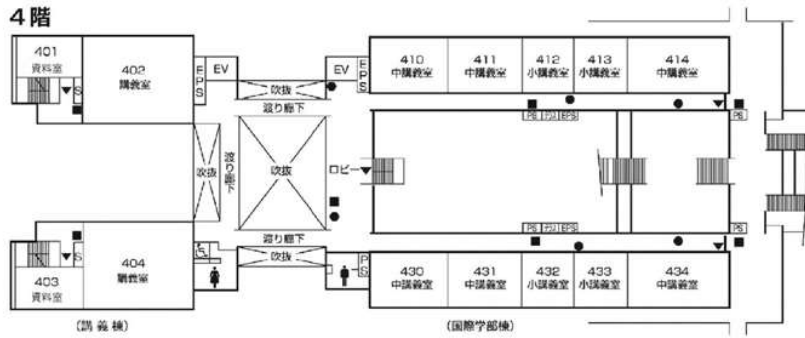 4階
401
資料室
S
402
講義室
EPS
EV
吹抜
EV
EPS
410
中講義室
411
中講義室
412
小講義室
413
小講義室
414
中講義室
渡り廊下
PS
ガス
EPS
PS
吹抜
渡り廊下
吹抜
ロビー
渡り廊下
吹抜
PS
ガス
EPS
PS
S
403
資料室
404
講義室
PS
430
中講義室
431
中講義室
432
小講義室
433
小講義室
434
中講義室
(講義棟)
(国際学部棟)